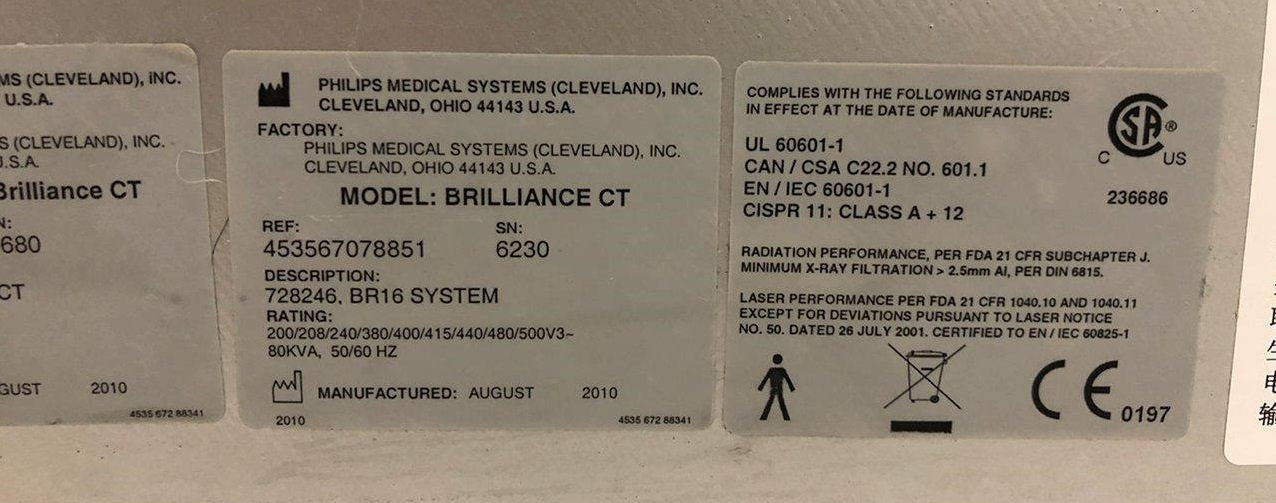 MS (CLEVELAND), INC.
U.S.A.
S (CLEVELAND), INC.
U.S.A.
Brilliance CT
N:
680
CT
GUST 2010
4535 672 88341
PHILIPS MEDICAL SYSTEMS (CLEVELAND), INC.
CLEVELAND, OHIO 44143 U.S.A.
FACTORY:
PHILIPS MEDICAL SYSTEMS (CLEVELAND), INC.
CLEVELAND, OHIO 44143 U.S.A.
MODEL: BRILLIANCE CT
REF: SN:
453567078851 6230
DESCRIPTION:
728246, BR16 SYSTEM
RATING:
200/208/240/380/400/415/440/480/500V3~
80KVA, 50/60 HZ
MANUFACTURED: AUGUST 2010
2010
4535 672 88341
COMPLIES WITH THE FOLLOWING STANDARDS
IN EFFECT AT THE DATE OF MANUFACTURE:
UL 60601-1
CAN / CSA C22.2 NO. 601.1
EN / IEC 60601-1
CISPR 11: CLASS A + 12
CSA ®
C US
236686
RADIATION PERFORMANCE, PER FDA 21 CFR SUBCHAPTER J.
MINIMUM X-RAY FILTRATION > 2.5mm Al, PER DIN 6815.
LASER PERFORMANCE PER FDA 21 CFR 1040.10 AND 1040.11
EXCEPT FOR DEVIATIONS PURSUANT TO LASER NOTICE
NO. 50. DATED 26 JULY 2001. CERTIFIED TO EN / IEC 60825-1
CE 0197
电
输